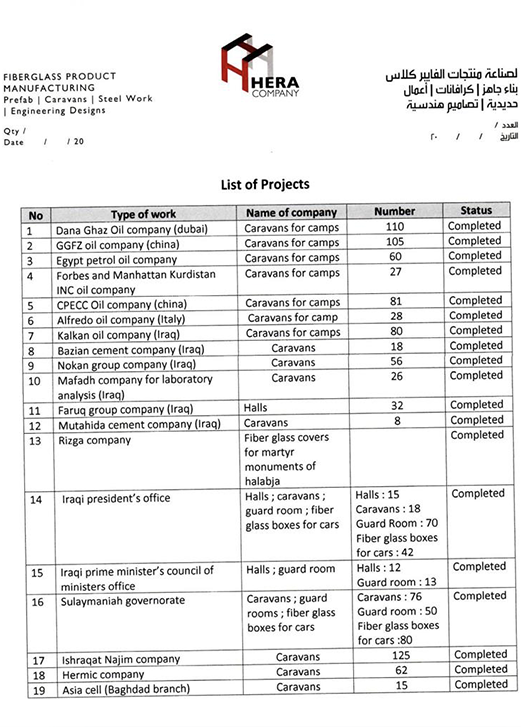 HERA
COMPANY
FIBERGLASS PRODUCT
MANUFACTURING
Prefab | Caravans | Steel Work
| Engineering Designs
Qty /
Date / / 20
لصناعة منتجات الفايبر كلاس
بناء جاهز | كرافانات | أعمال
حديدية | تصاميم هندسية
العدد /
التاريخ / / ٢٠
List of Projects
No Type of work Name of company Number Status
1 Dana Ghaz Oil company (dubai) Caravans for camps 110 Completed
2 GGFZ oil company (china) Caravans for camps 105 Completed
3 Egypt petrol oil company Caravans for camps 60 Completed
4 Forbes and Manhattan Kurdistan Caravans for camps 27 Completed
INC oil company
5 CPECC Oil company (china) Caravans for camps 81 Completed
6 Alfredo oil company (Italy) Caravans for camp 28 Completed
7 Kalkan oil company (Iraq) Caravans for camps 80 Completed
8 Bazian cement company (Iraq) Caravans 18 Completed
9 Nokan group company (Iraq) Caravans 56 Completed
10 Mafadh company for laboratory Caravans 26 Completed
analysis (Iraq)
11 Faruq group company (Iraq) Halls 32 Completed
12 Mutahida cement company (Iraq) Caravans 8 Completed
13 Rizga company Fiber glass covers Completed
for martyr
monuments of
halabja
14 Iraqi president's office Halls ; caravans ; Halls : 15 Completed
guard room ; fiber Caravans : 18
glass boxes for cars Guard Room : 70
Fiber glass boxes
for cars : 42
15 Iraqi prime minister's council of Halls ; guard room Halls : 12 Completed
ministers office Guard room : 13
16 Sulaymaniah governorate Caravans ; guard Caravans : 76 Completed
rooms ; fiber glass Guard room : 50
boxes for cars Fiber glass boxes
for cars :80
17 Ishraqat Najim company Caravans 125 Completed
18 Hermic company Caravans 62 Completed
19 Asia cell (Baghdad branch) Caravans 15 Completed